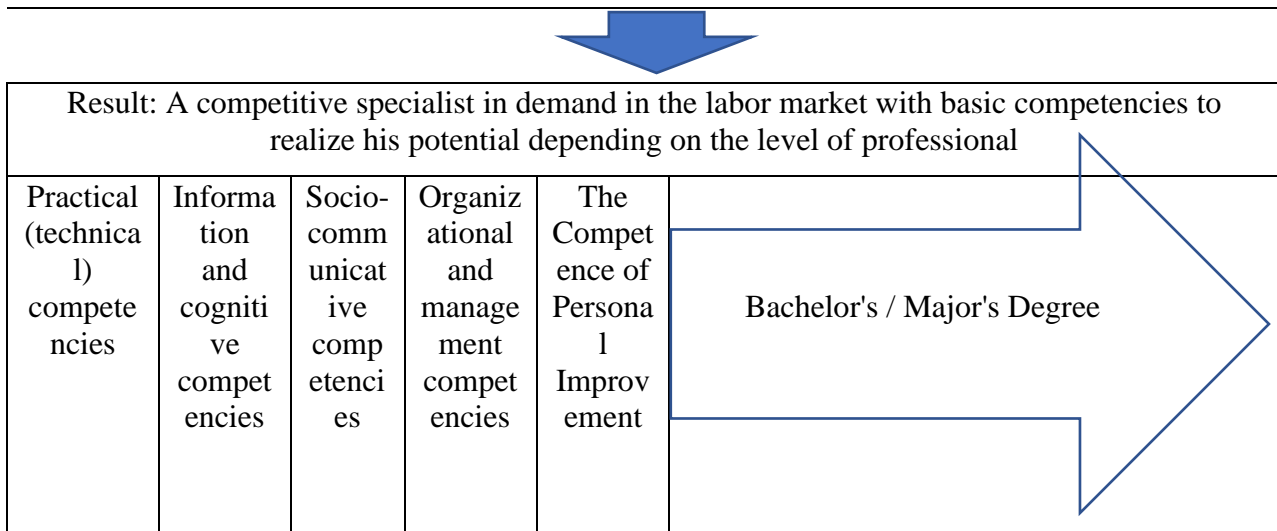 Result: A competitive specialist in demand in the labor market with basic competencies to
realize his potential depending on the level of professional
Practical
(technica
l)
compete
ncies
Informa
tion
and
cogniti
ve
compet
encies
Socio-
comm
unicat
ive
comp
etenci
es
Organiz
ational
and
manage
ment
compet
encies
The
Compet
ence of
Persona
l
Improv
ement
Bachelor's / Major's Degree